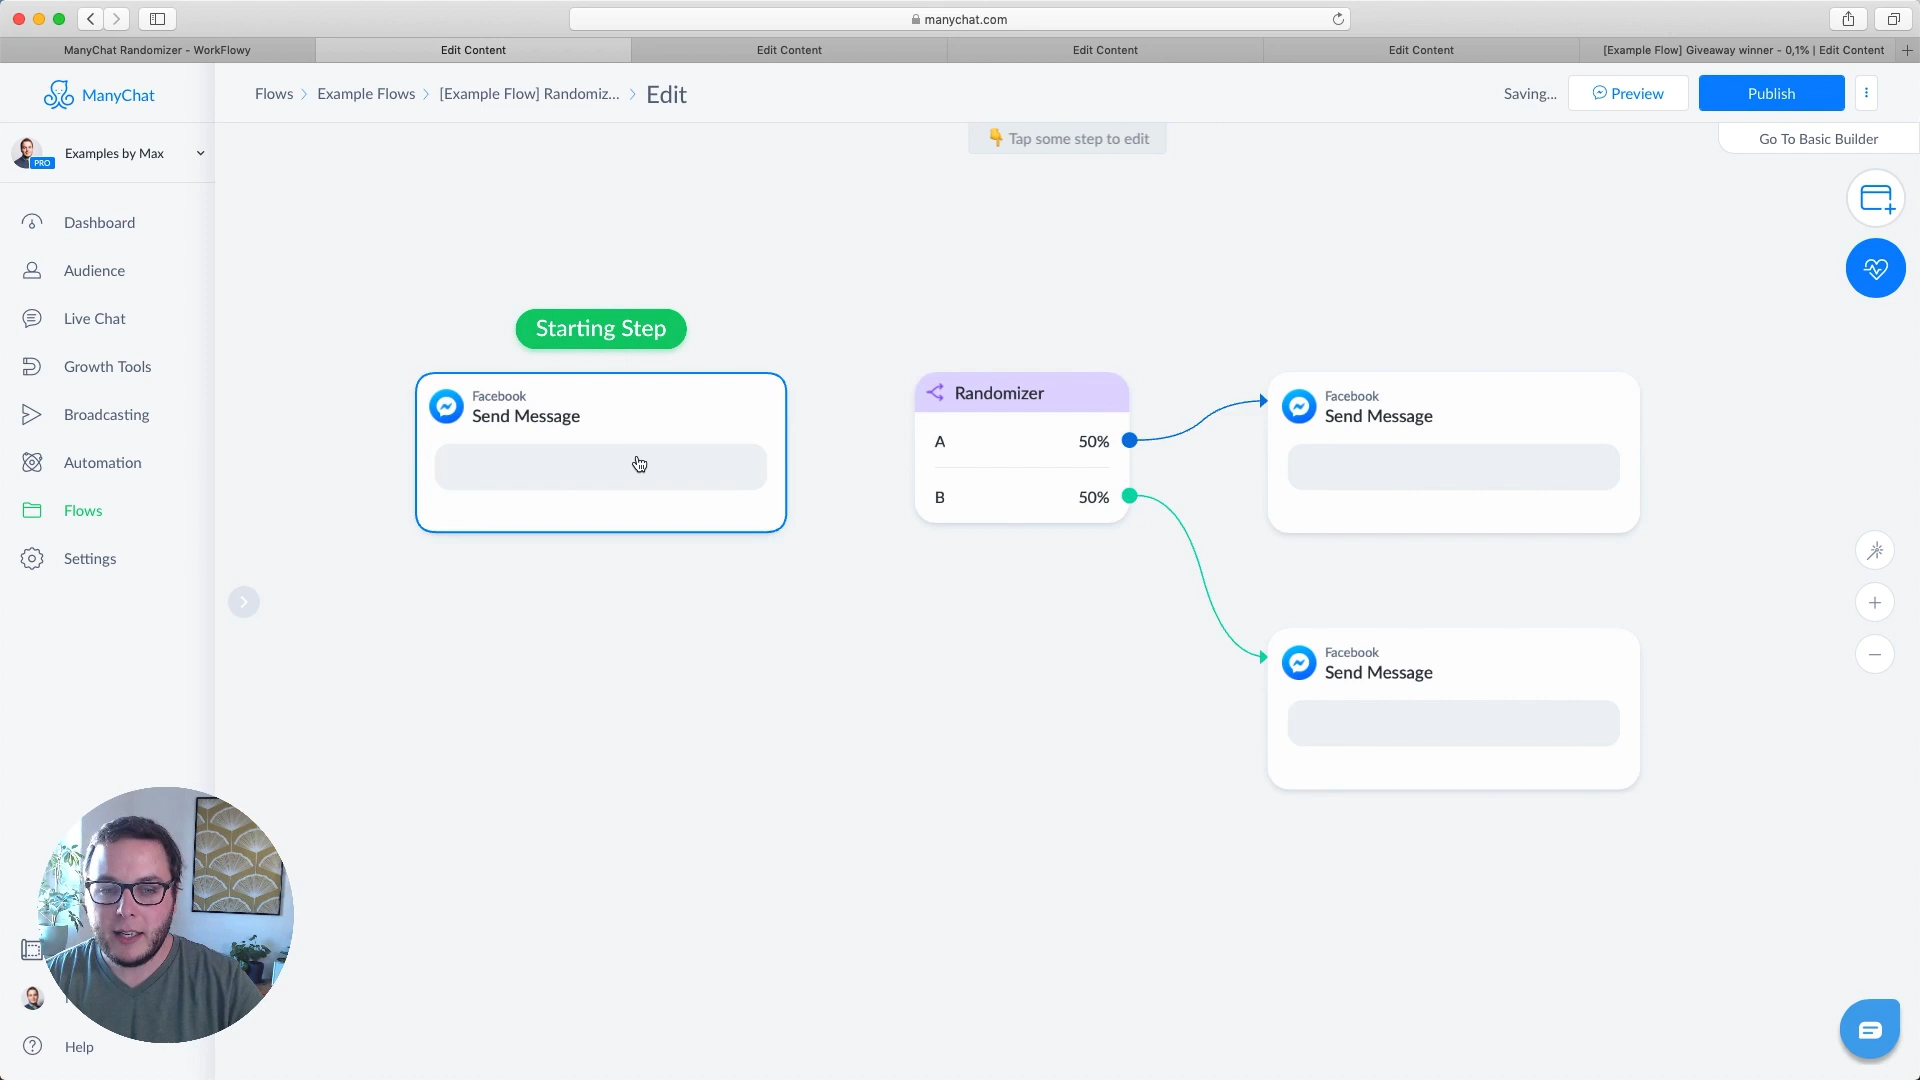 manychat.com
ManyChat Randomizer - WorkFlowy
Edit Content
Edit Content
Edit Content
Edit Content
[Example Flow] Giveaway winner - 0,1% | Edit Content
ManyChat
Flows > Example Flows > [Example Flow] Randomiz... > Edit
Saving...
Preview
Publish
👇 Tap some step to edit
Go To Basic Builder
PRO
Examples by Max
Dashboard
Audience
Live Chat
Growth Tools
Broadcasting
Automation
Flows
Settings
Help
Starting Step
Facebook
Send Message
Randomizer
A 50%
B 50%
Facebook
Send Message
Facebook
Send Message